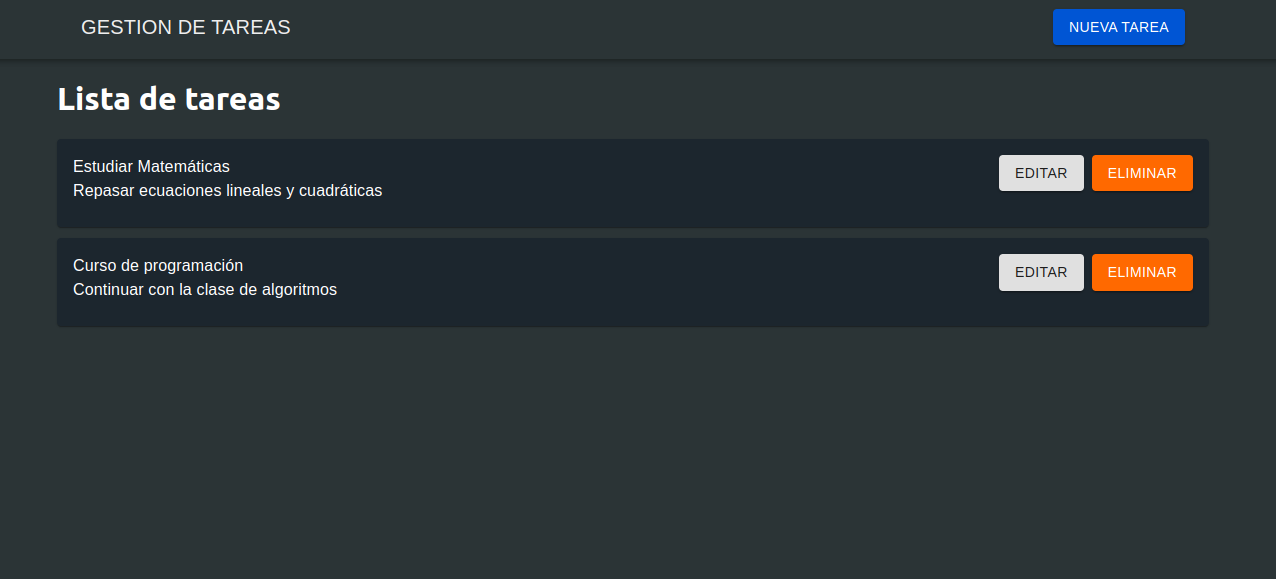 GESTION DE TAREAS
NUEVA TAREA
Lista de tareas
Estudiar Matemáticas
Repasar ecuaciones lineales y cuadráticas
EDITAR
ELIMINAR
Curso de programación
Continuar con la clase de algoritmos
EDITAR
ELIMINAR